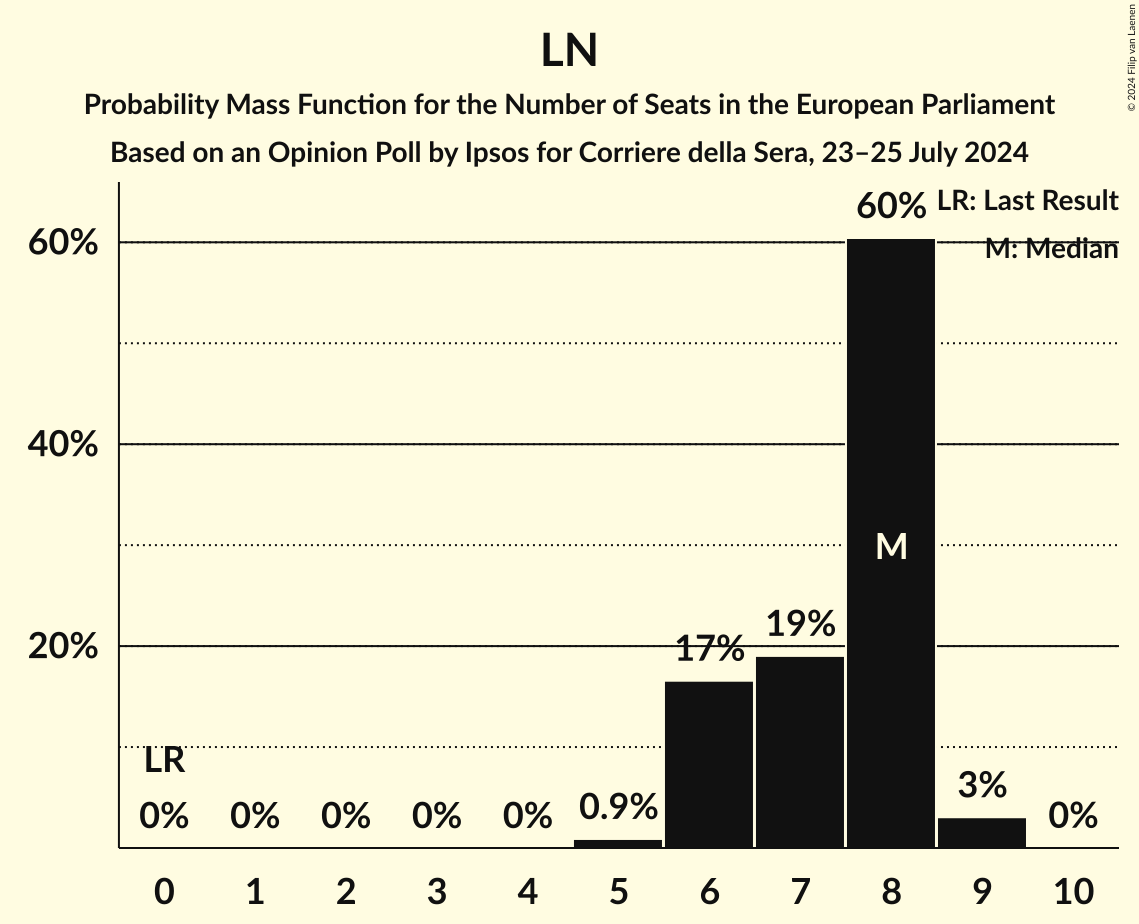 LN
Probability Mass Function for the Number of Seats in the European Parliament
Based on an Opinion Poll by Ipsos for Corriere della Sera, 23–25 July 2024
© 2024 Filip van Laenen
LR: Last Result
M: Median
60%
40%
20%
LR
0%
0%
0%
0%
0%
0.9%
17%
19%
60%
M
3%
0%
0 1 2 3 4 5 6 7 8 9 10